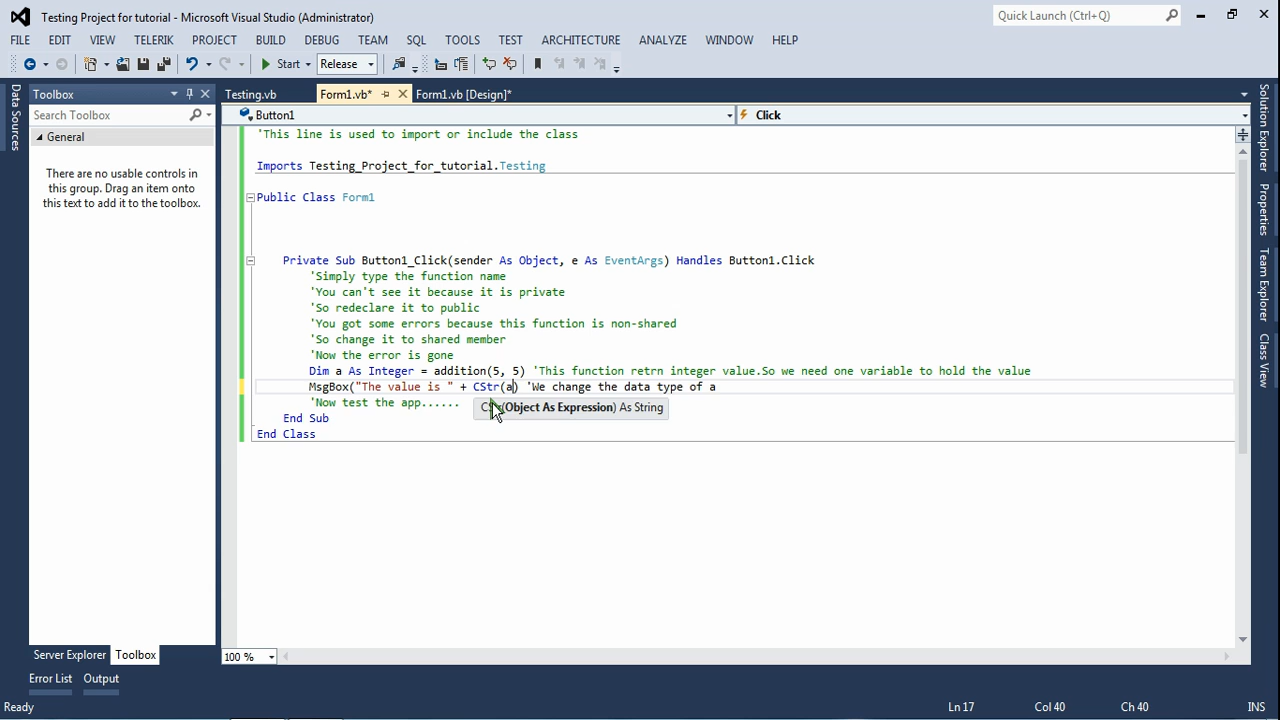 Testing Project for tutorial - Microsoft Visual Studio (Administrator)
Quick Launch (Ctrl+Q)
FILE EDIT VIEW TELERIK PROJECT BUILD DEBUG TEAM SQL TOOLS TEST ARCHITECTURE ANALYZE WINDOW HELP
Start Release
Data Sources
Toolbox
Search Toolbox
General
There are no usable controls in
this group. Drag an item onto
this text to add it to the toolbox.
Server Explorer Toolbox
Testing.vb Form1.vb* Form1.vb [Design]*
Button1 Click
'This line is used to import or include the class
Imports Testing_Project_for_tutorial.Testing
Public Class Form1
Private Sub Button1_Click(sender As Object, e As EventArgs) Handles Button1.Click
'Simply type the function name
'You can't see it because it is private
'So redeclare it to public
'You got some errors because this function is non-shared
'So change it to shared member
'Now the error is gone
Dim a As Integer = addition(5, 5) 'This function retrn integer value.So we need one variable to hold the value
MsgBox("The value is " + CStr(a) 'We change the data type of a
'Now test the app......
(Object As Expression) As String
End Sub
End Class
100 %
Solution Explorer
Properties
Team Explorer
Class View
Error List Output
Ready Ln 17 Col 40 Ch 40 INS